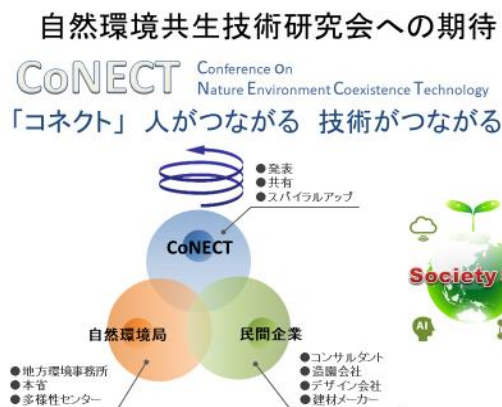 自然環境共生技術研究会への期待
CoNECT
Conference on
Nature Environment Coexistence Technology
「コネクト」 人がつながる 技術がつながる
●発表
●共有
●スパイラルアップ
CoNECT
Society
自然環境局
民間企業
AI
●地方環境事務所
●本省
●多様性センター
●コンサルタント
●造園会社
●デザイン会社
●建材メーカー